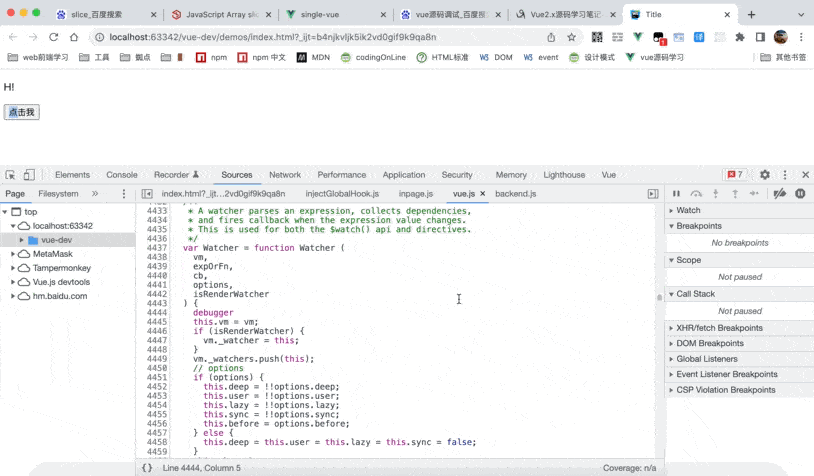 slice_百度搜索
JavaScript Array slic
single-vue
vue源码调试_百度搜
Vue2.x源码学习笔记
Title
localhost:63342/vue-dev/demos/index.html?_ijt=b4njkvljk5ik2vd0gif9k9qa8n
web前端学习
工具
甄点
npm
npm 中文
MDN
codingOnLine
HTML标准
DOM
event
设计模式
vue源码学习
其他书签
H!
点击我
Elements
Console
Recorder
Sources
Network
Performance
Application
Security
Memory
Lighthouse
Vue
7
Page
Filesystem
index.html?_ijt...2vd0gif9k9qa8n
injectGlobalHook.js
inpage.js
vue.js
backend.js
top
localhost:63342
vue-dev
MetaMask
Tampermonkey
Vue.js devtools
hm.baidu.com
4433 * A watcher parses an expression, collects dependencies,
4434 * and fires callback when the expression value changes.
4435 * This is used for both the $watch() api and directives.
4436 */
4437 var Watcher = function Watcher (
4438 vm,
4439 expOrFn,
4440 cb,
4441 options,
4442 isRenderWatcher
4443 ) {
4444 debugger
4445 this.vm = vm;
4446 if (isRenderWatcher) {
4447 vm._watcher = this;
4448 }
4449 vm._watchers.push(this);
4450 // options
4451 if (options) {
4452 this.deep = !!options.deep;
4453 this.user = !!options.user;
4454 this.lazy = !!options.lazy;
4455 this.sync = !!options.sync;
4456 this.before = options.before;
4457 } else {
4458 this.deep = this.user = this.lazy = this.sync = false;
4459 }
{} Line 4444, Column 5
Coverage: n/a
Watch
Breakpoints
No breakpoints
Scope
Not paused
Call Stack
Not paused
XHR/fetch Breakpoints
DOM Breakpoints
Global Listeners
Event Listener Breakpoints
CSP Violation Breakpoints